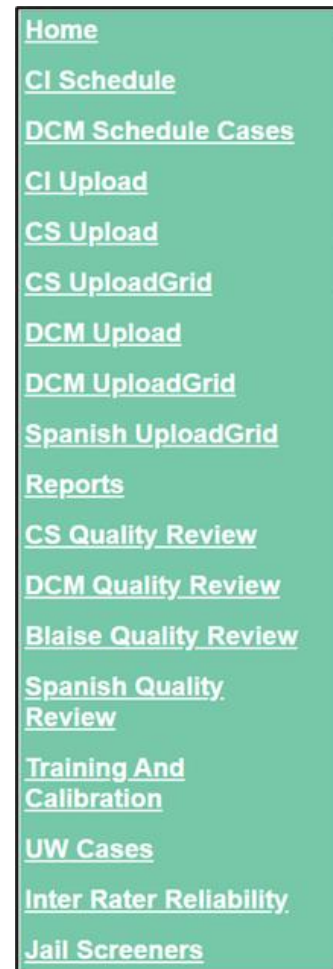 Home
CI Schedule
DCM Schedule Cases
CI Upload
CS Upload
CS UploadGrid
DCM Upload
DCM UploadGrid
Spanish UploadGrid
Reports
CS Quality Review
DCM Quality Review
Blaise Quality Review
Spanish Quality
Review
Training And
Calibration
UW Cases
Inter Rater Reliability
Jail Screeners